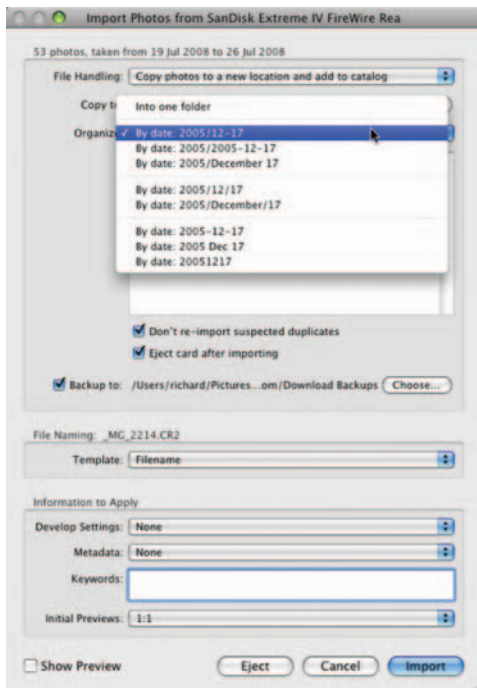 Import Photos from SanDisk Extreme IV FireWire Rea
53 photos, taken from 19 Jul 2008 to 26 Jul 2008
File Handling: Copy photos to a new location and add to catalog
Copy t
Into one folder
Organiz
✓ By date: 2005/12-17
By date: 2005/2005-12-17
By date: 2005/December 17
By date: 2005/12/17
By date: 2005/December/17
By date: 2005-12-17
By date: 2005 Dec 17
By date: 20051217
Don't re-import suspected duplicates
Eject card after importing
Backup to: /Users/richard/Pictures...om/Download Backups Choose...
File Naming: _MG_2214.CR2
Template: Filename
Information to Apply
Develop Settings: None
Metadata: None
Keywords:
Initial Previews: 1:1
Show Preview Eject Cancel Import